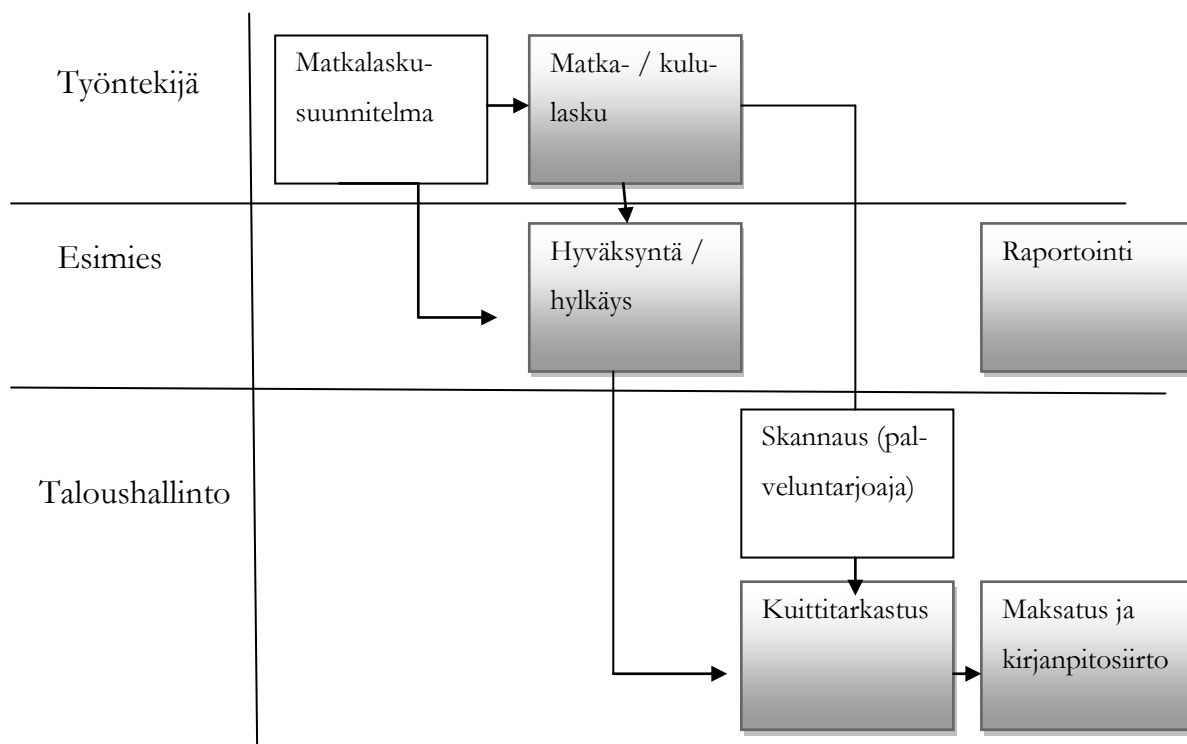 Työntekijä
Matkalasku-
suunnitelma
Matka- / kulu-
lasku
Esimies
Hyväksyntä /
hylkäys
Raportointi
Taloushallinto
Skannaus (pal-
veluntarjoaja)
Kuittitarkastus
Maksatus ja
kirjanpitosiirto